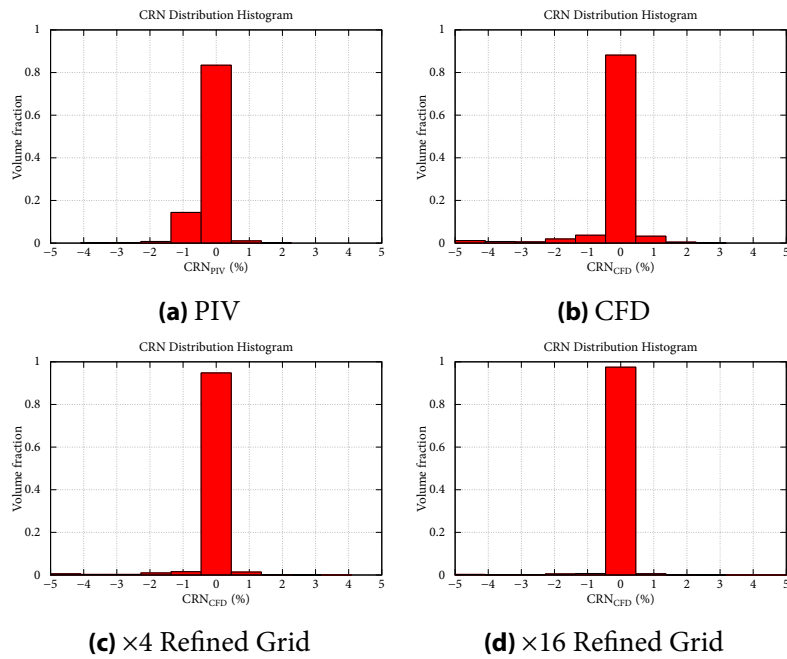 CRN Distribution Histogram
Volume fraction
1
0.8
0.6
0.4
0.2
0
−5 −4 −3 −2 −1 0 1 2 3 4 5
CRN_PIV (%)
(a) PIV
CRN Distribution Histogram
Volume fraction
1
0.8
0.6
0.4
0.2
0
−5 −4 −3 −2 −1 0 1 2 3 4 5
CRN_CFD (%)
(b) CFD
CRN Distribution Histogram
Volume fraction
1
0.8
0.6
0.4
0.2
0
−5 −4 −3 −2 −1 0 1 2 3 4 5
CRN_CFD (%)
(c) ×4 Refined Grid
CRN Distribution Histogram
Volume fraction
1
0.8
0.6
0.4
0.2
0
−5 −4 −3 −2 −1 0 1 2 3 4 5
CRN_CFD (%)
(d) ×16 Refined Grid